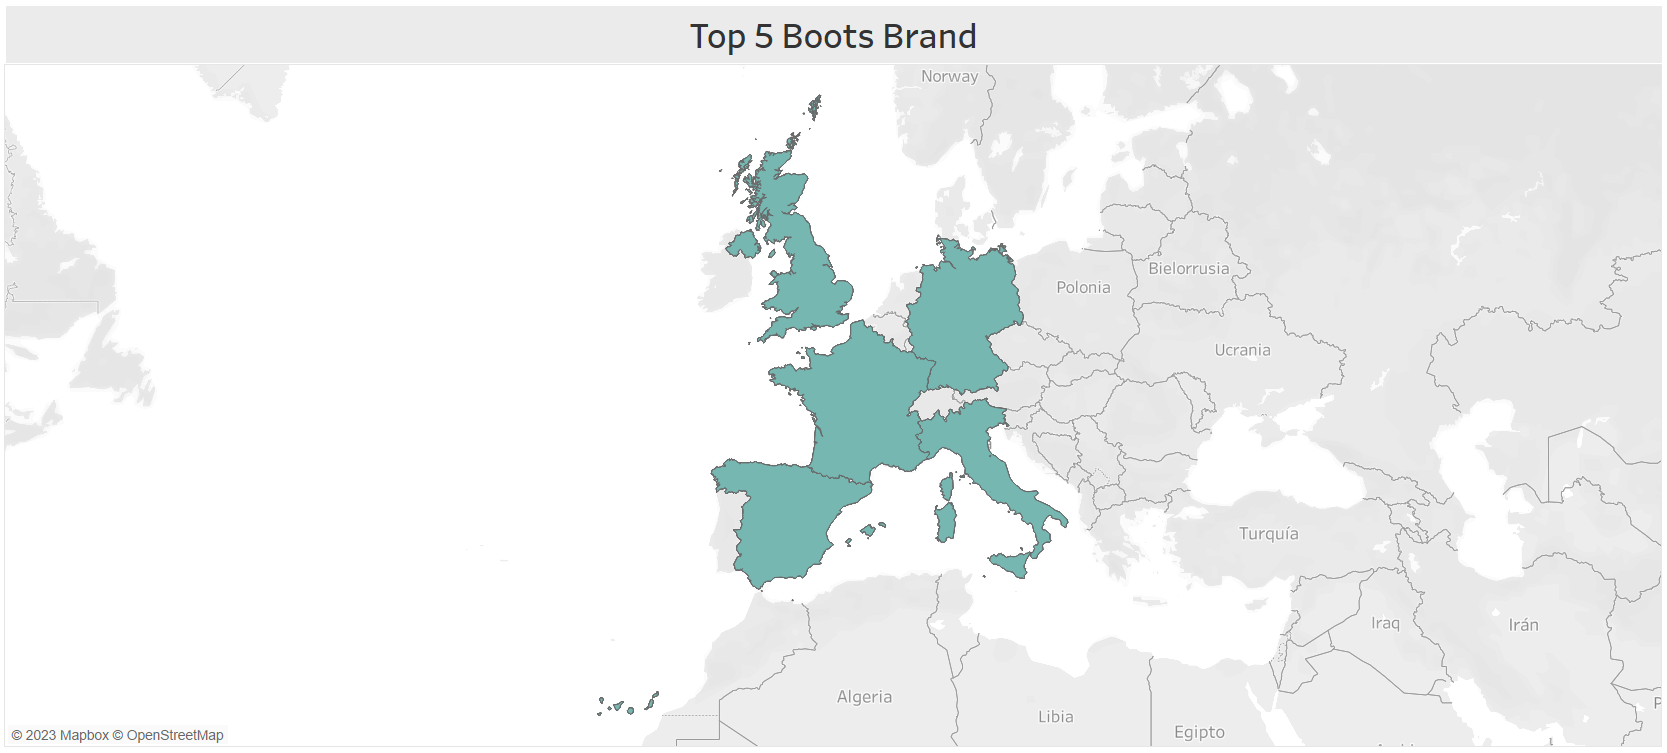 Top 5 Boots Brand
Norway
Bielorrusia
Polonia
Ucrania
Turquía
Iraq
Irán
Algeria
Libia
Egipto
© 2023 Mapbox © OpenStreetMap